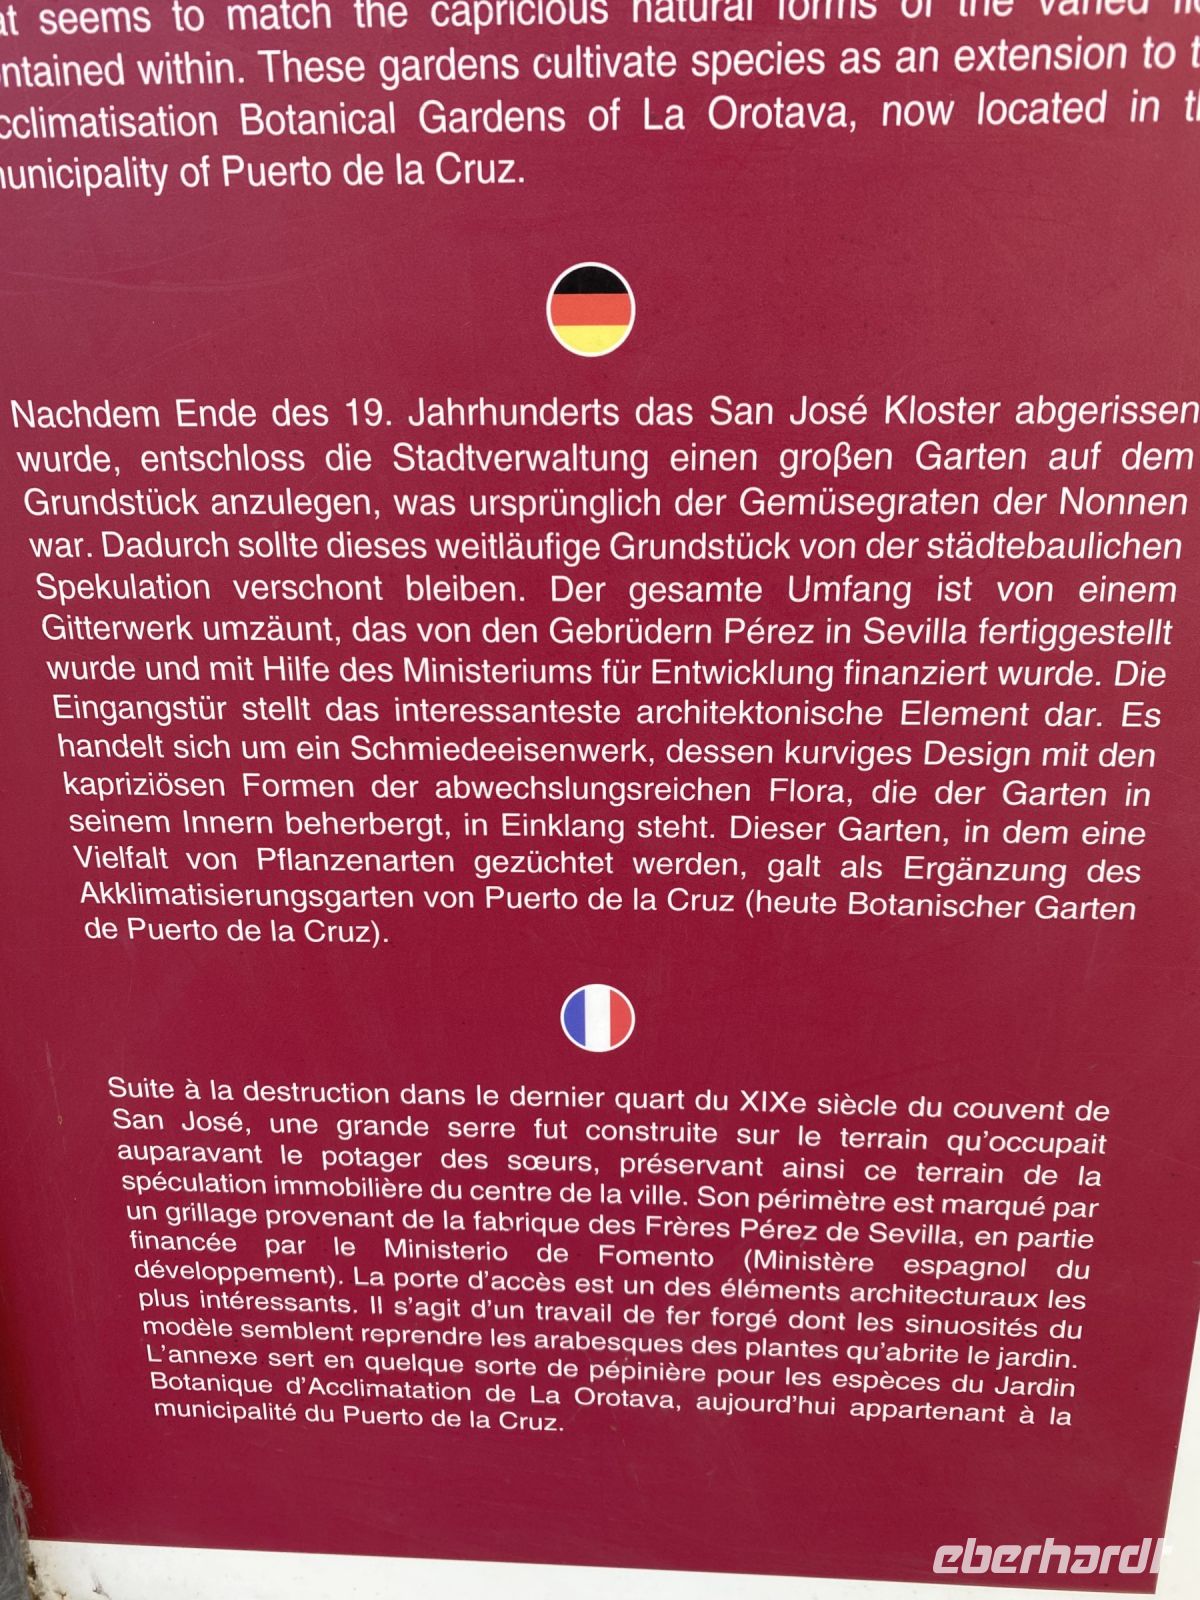 at seems to match the capricious natural forms of the varied
ntained within. These gardens cultivate species as an extension to
cclimatisation Botanical Gardens of La Orotava, now located in
unicipality of Puerto de la Cruz.
Nachdem Ende des 19. Jahrhunderts das San José Kloster abgerissen
wurde, entschloss die Stadtverwaltung einen großen Garten auf dem
Grundstück anzulegen, was ursprünglich der Gemüsegraten der Nonnen
war. Dadurch sollte dieses weitläufige Grundstück von der städtebaulichen
Spekulation verschont bleiben. Der gesamte Umfang ist von einem
Gitterwerk umzäunt, das von den Gebrüdern Pérez in Sevilla fertiggestellt
wurde und mit Hilfe des Ministeriums für Entwicklung finanziert wurde. Die
Eingangstür stellt das interessanteste architektonische Element dar. Es
handelt sich um ein Schmiedeeisenwerk, dessen kurviges Design mit den
kapriziösen Formen der abwechslungsreichen Flora, die der Garten in
seinem Innern beherbergt, in Einklang steht. Dieser Garten, in dem eine
Vielfalt von Pflanzenarten gezüchtet werden, galt als Ergänzung des
Akklimatisierungsgarten von Puerto de la Cruz (heute Botanischer Garten
de Puerto de la Cruz).
Suite à la destruction dans le dernier quart du XIXe siècle du couvent de
San José, une grande serre fut construite sur le terrain qu'occupait
auparavant le potager des sœurs, préservant ainsi ce terrain de la
spéculation immobilière du centre de la ville. Son périmètre est marqué par
un grillage provenant de la fabrique des Frères Pérez de Sevilla, en partie
financée par le Ministerio de Fomento (Ministère espagnol du
développement). La porte d'accès est un des éléments architecturaux les
plus intéressants. Il s'agit d'un travail de fer forgé dont les sinuosités du
modèle semblent reprendre les arabesques des plantes qu'abrite le jardin.
L'annexe sert en quelque sorte de pépinière pour les espèces du Jardin
Botanique d'Acclimatation de La Orotava, aujourd'hui appartenant à la
municipalité du Puerto de la Cruz.
eberhardt